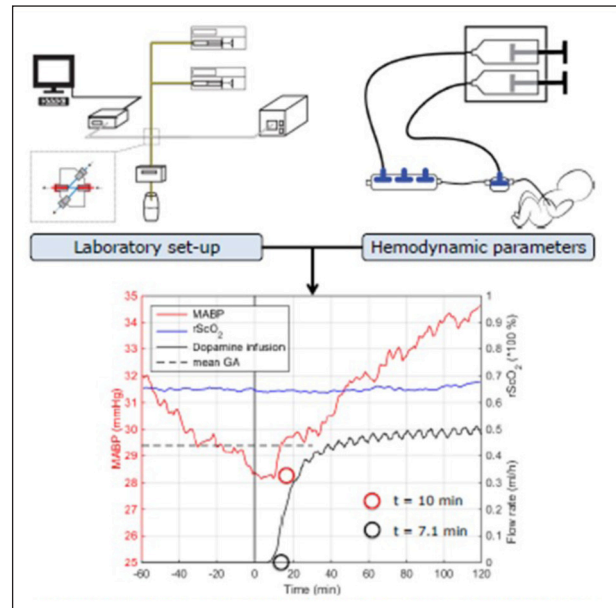 Laboratory set-up
Hemodynamic parameters
35
34
33
32
31
30
29
28
27
26
25
MABP (mmHg)
MABP
rScO2
Dopamine infusion
mean GA
1
0.9
0.8
0.7
0.6
0.5
0.4
0.3
0.2
0.1
0
rScO2 (*100 %)
Flow rate (ml/h)
t = 10 min
t = 7.1 min
-60 -40 -20 0 20 40 60 80 100 120
Time (min)